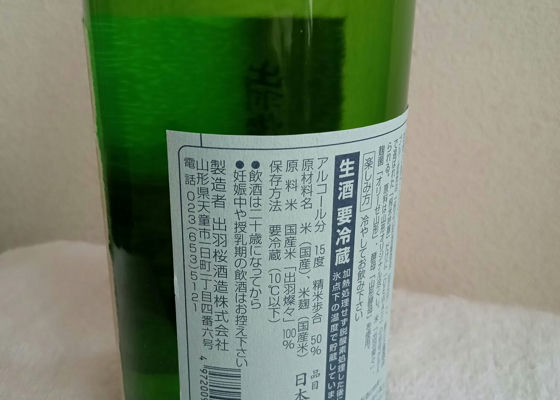 楽しみ方 冷やしてお飲み下さい
生酒 要冷蔵
加熱処理せず脱酸素処理した後
氷点下の温度で貯蔵していま
アルコール分 15度 精米歩合 50%
原材料名 米(国産)、米麹(国産米)
原料米 国産米「出羽燦々」100%
保存方法 要冷蔵(10℃以下)
品目 日本
●飲酒は二十歳になってから
●妊娠中や授乳期の飲酒はお控え下さい
製造者 出羽桜酒造株式会社
山形県天童市一日町一丁目四番六号
電話 023(653)5121